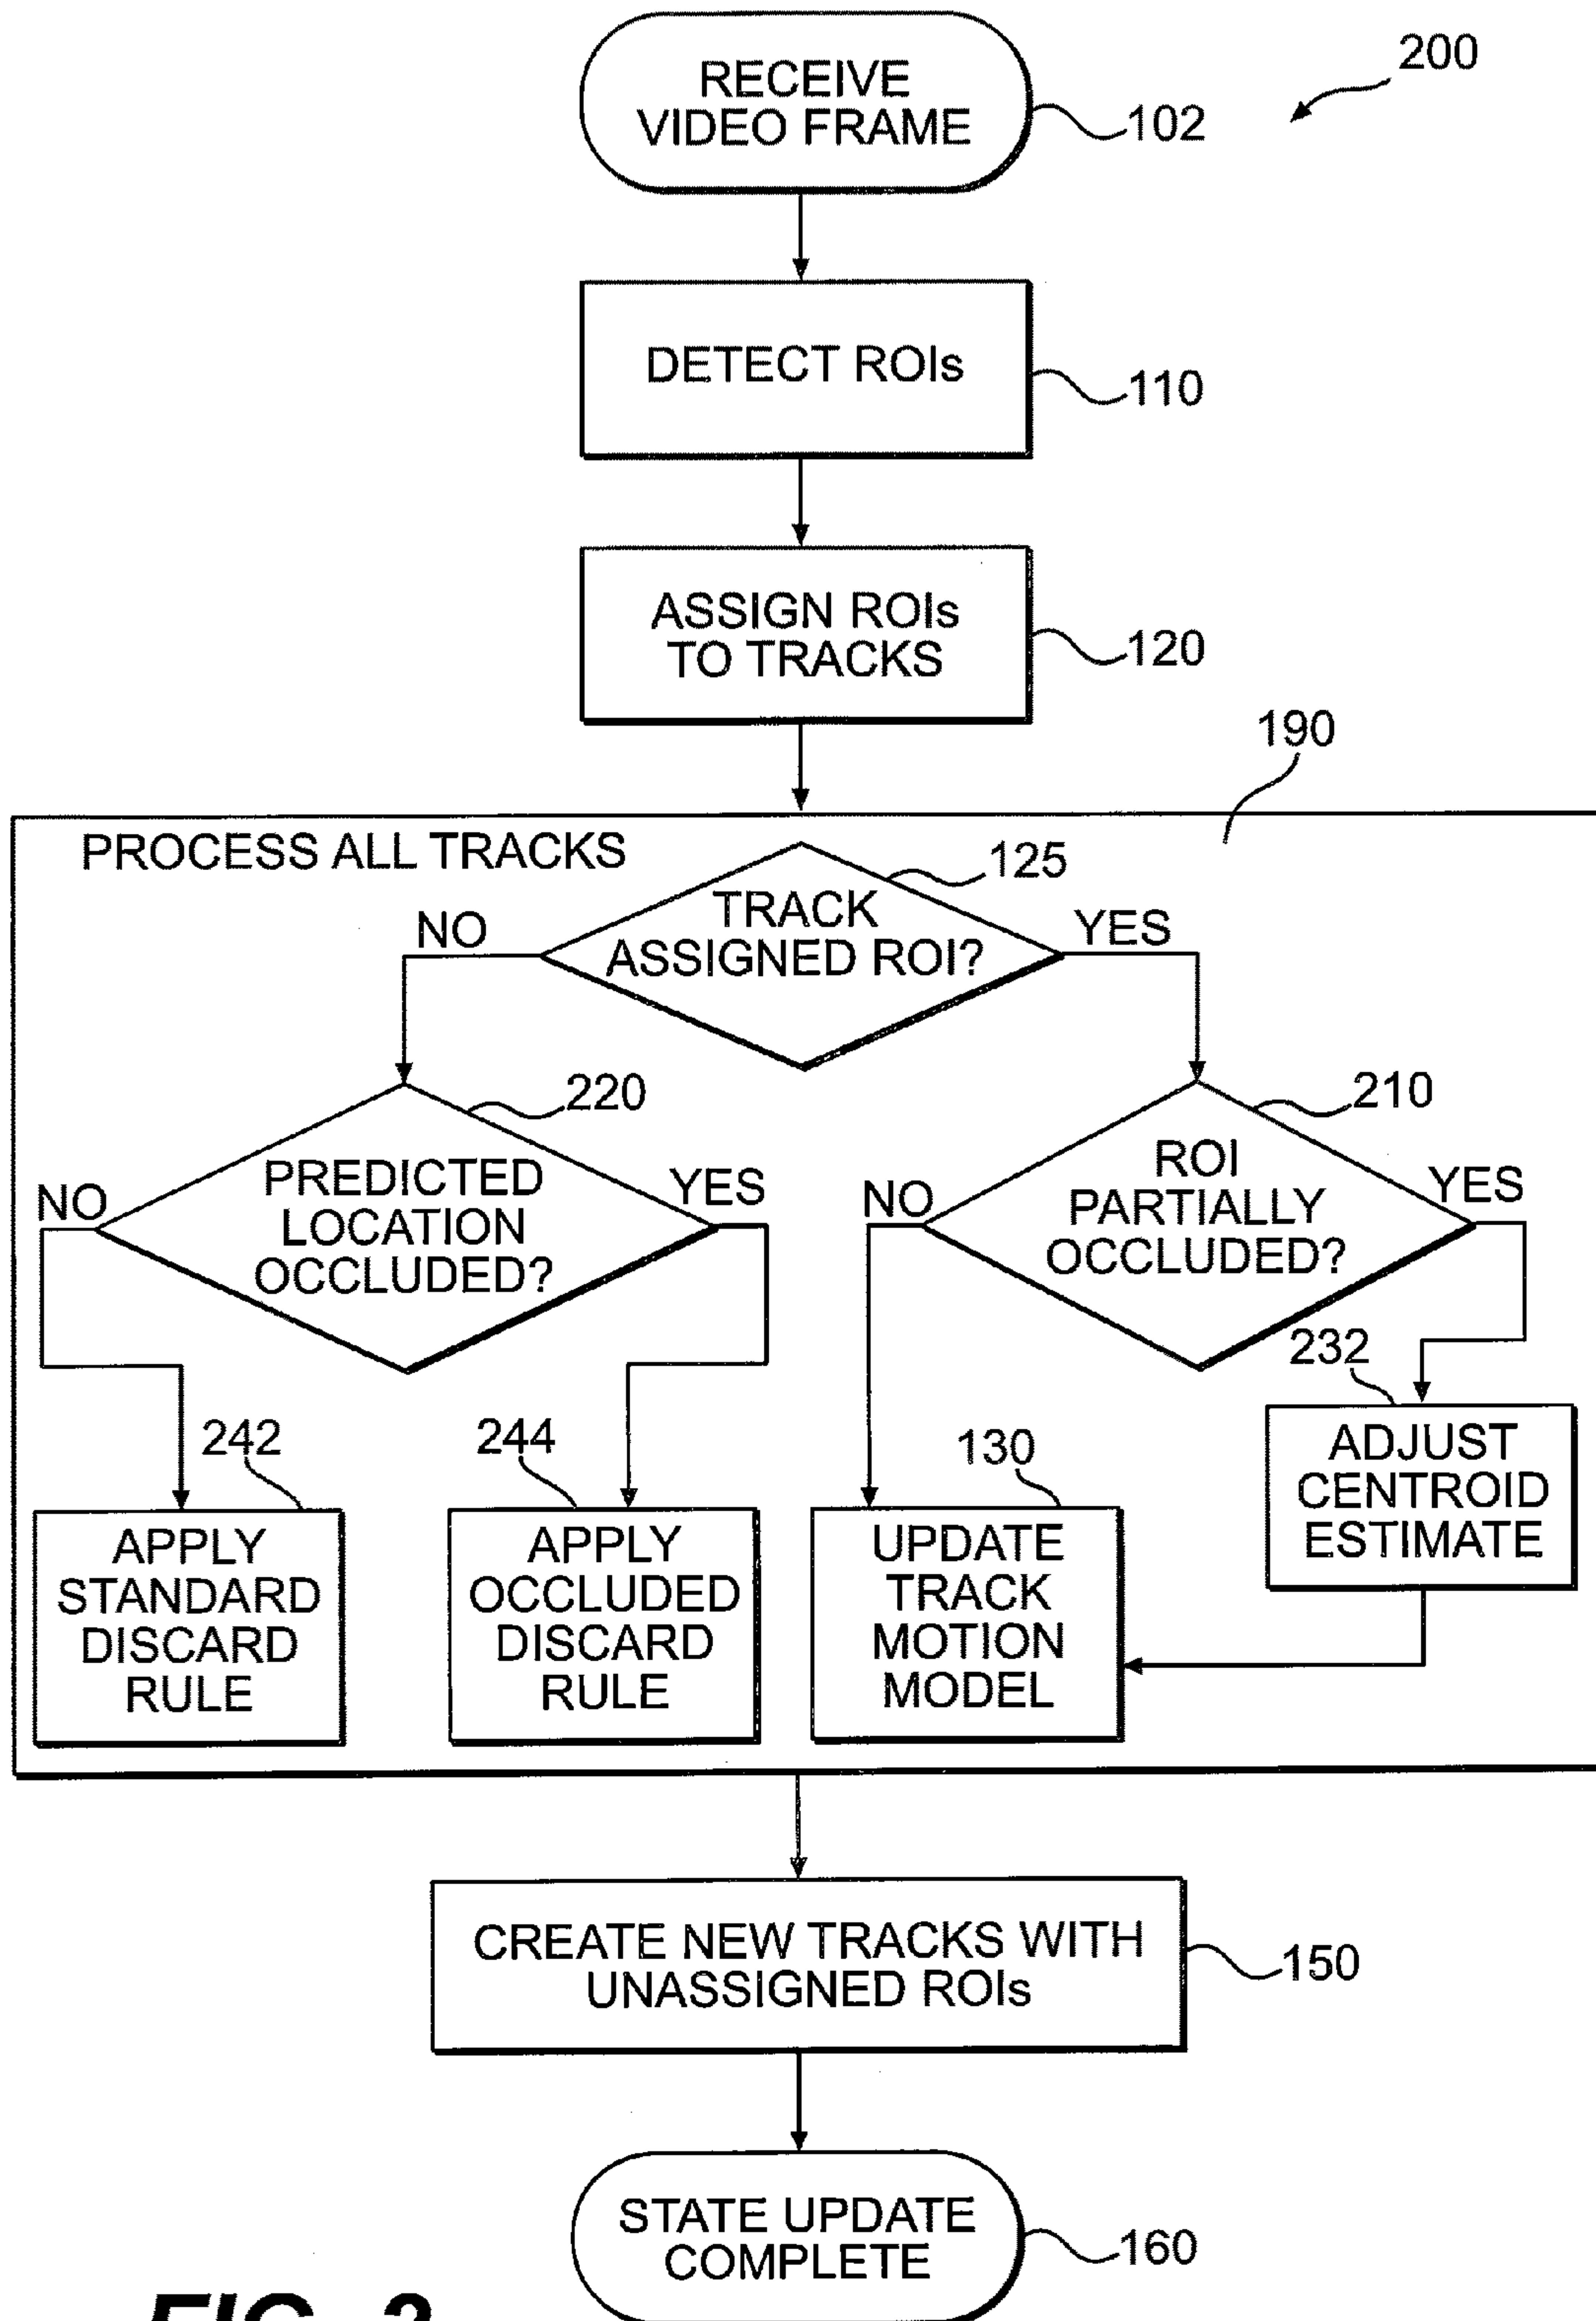 RECEIVE
VIDEO FRAME
102
200
DETECT ROIs
110
ASSIGN ROIs
TO TRACKS
120
190
PROCESS ALL TRACKS
125
TRACK
ASSIGNED ROI?
NO
YES
220
PREDICTED
LOCATION
OCCLUDED?
NO
YES
210
ROI
PARTIALLY
OCCLUDED?
NO
YES
232
ADJUST
CENTROID
ESTIMATE
242
APPLY
STANDARD
DISCARD
RULE
244
APPLY
OCCLUDED
DISCARD
RULE
130
UPDATE
TRACK
MOTION
MODEL
CREATE NEW TRACKS WITH
UNASSIGNED ROIs
150
STATE UPDATE
COMPLETE
160
FIG.